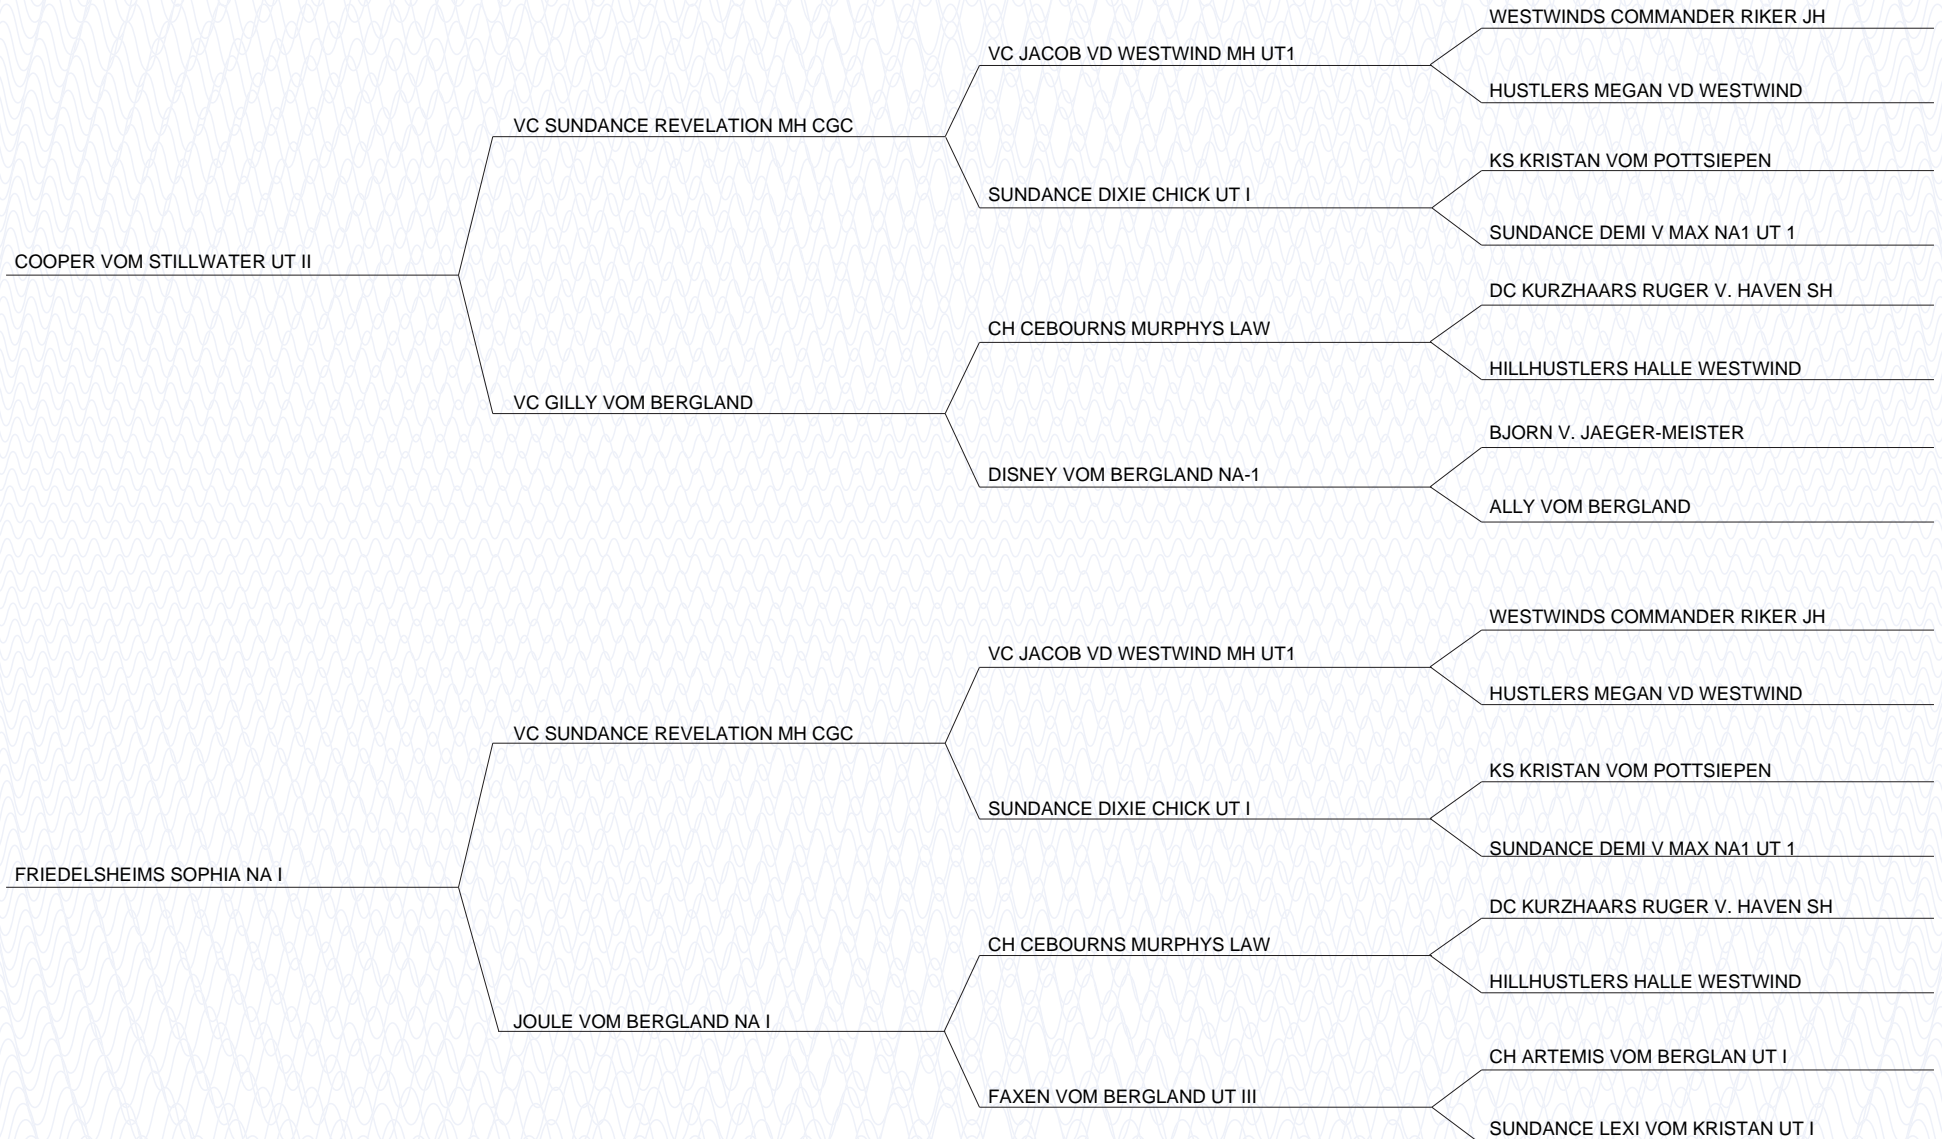 WESTWINDS COMMANDER RIKER JH
VC JACOB VD WESTWIND MH UT1
HUSTLERS MEGAN VD WESTWIND
VC SUNDANCE REVELATION MH CGC
KS KRISTAN VOM POTTSIEPEN
SUNDANCE DIXIE CHICK UT I
SUNDANCE DEMI V MAX NA1 UT 1
COOPER VOM STILLWATER UT II
DC KURZHAARS RUGER V. HAVEN SH
CH CEBOURNS MURPHYS LAW
HILLHUSTLERS HALLE WESTWIND
VC GILLY VOM BERGLAND
BJORN V. JAEGER-MEISTER
DISNEY VOM BERGLAND NA-1
ALLY VOM BERGLAND
WESTWINDS COMMANDER RIKER JH
VC JACOB VD WESTWIND MH UT1
HUSTLERS MEGAN VD WESTWIND
VC SUNDANCE REVELATION MH CGC
KS KRISTAN VOM POTTSIEPEN
SUNDANCE DIXIE CHICK UT I
SUNDANCE DEMI V MAX NA1 UT 1
FRIEDELSHEIMS SOPHIA NA I
DC KURZHAARS RUGER V. HAVEN SH
CH CEBOURNS MURPHYS LAW
HILLHUSTLERS HALLE WESTWIND
JOULE VOM BERGLAND NA I
CH ARTEMIS VOM BERGLAN UT I
FAXEN VOM BERGLAND UT III
SUNDANCE LEXI VOM KRISTAN UT I